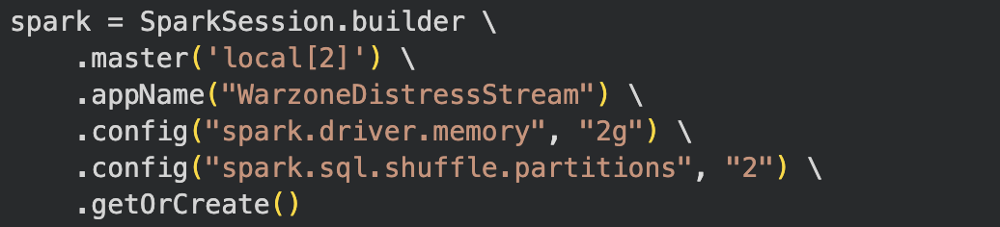 spark = SparkSession.builder \
    .master('local[2]') \
    .appName("WarzoneDistressStream") \
    .config("spark.driver.memory", "2g") \
    .config("spark.sql.shuffle.partitions", "2") \
    .getOrCreate()